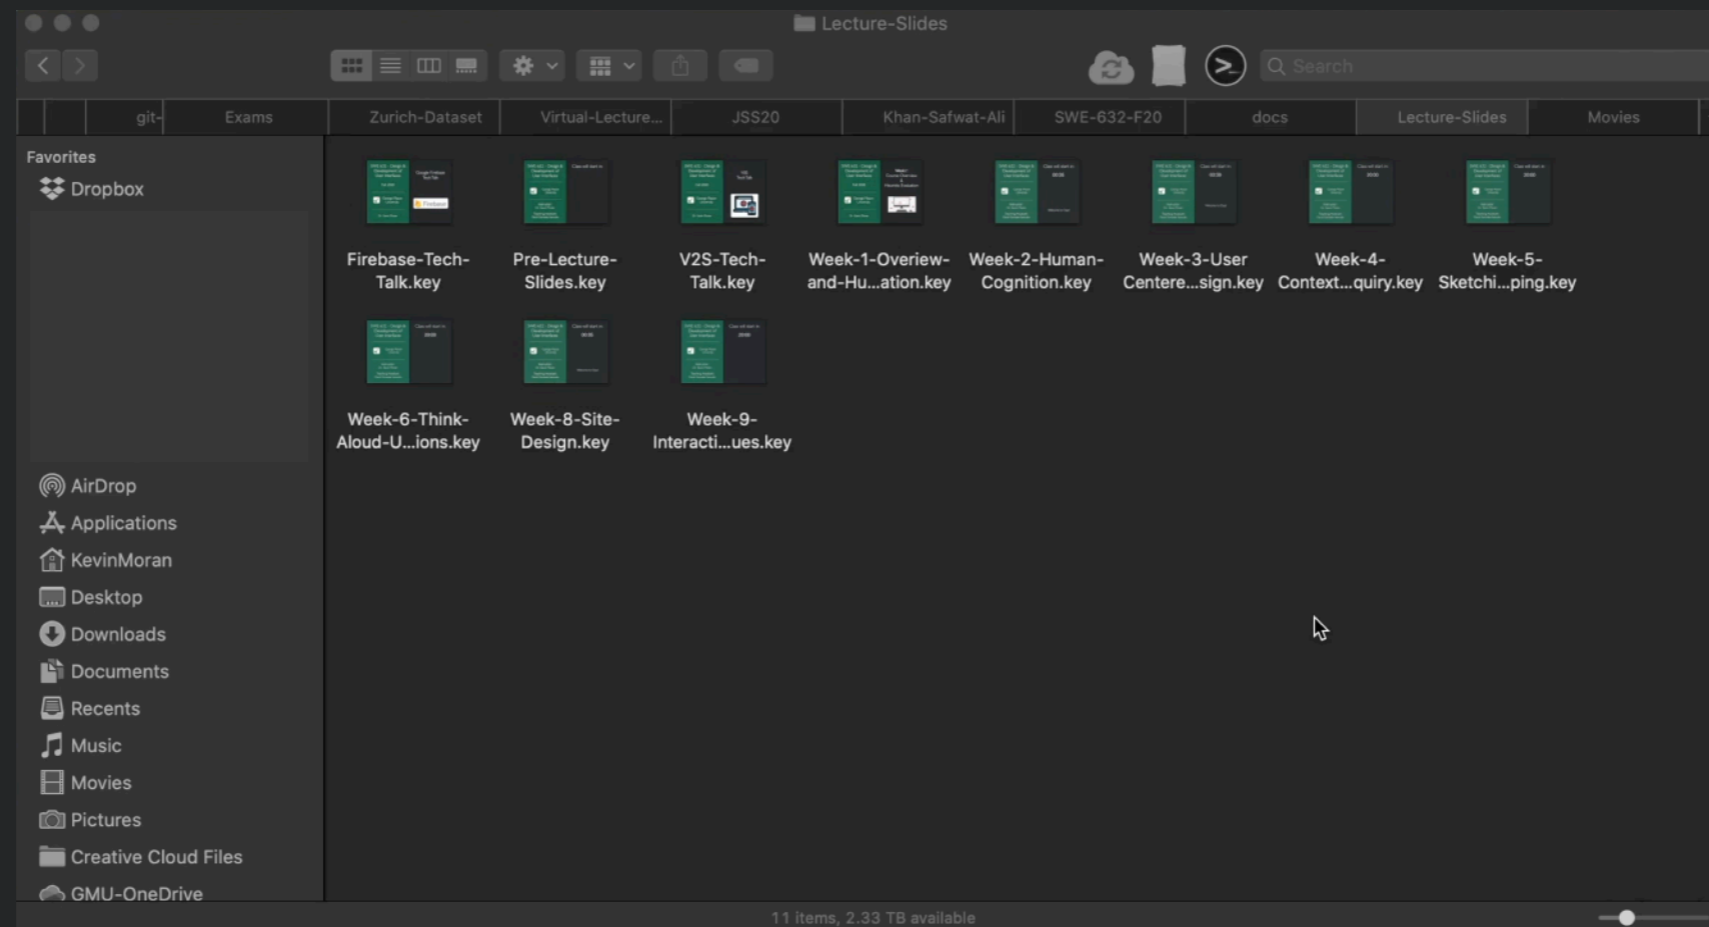 Lecture-Slides
Search
git-
Exams
Zurich-Dataset
Virtual-Lecture...
JSS20
Khan-Safwat-Ali
SWE-632-F20
docs
Lecture-Slides
Movies
Favorites
Dropbox
AirDrop
Applications
KevinMoran
Desktop
Downloads
Documents
Recents
Music
Movies
Pictures
Creative Cloud Files
GMU-OneDrive
Firebase-Tech-
Talk.key
Pre-Lecture-
Slides.key
V2S-Tech-
Talk.key
Week-1-Overiew-
and-Hu...ation.key
Week-2-Human-
Cognition.key
Week-3-User
Centere...sign.key
Week-4-
Context...quiry.key
Week-5-
Sketchi...ping.key
Week-6-Think-
Aloud-U...ions.key
Week-8-Site-
Design.key
Week-9-
Interacti...ues.key
11 items, 2.33 TB available